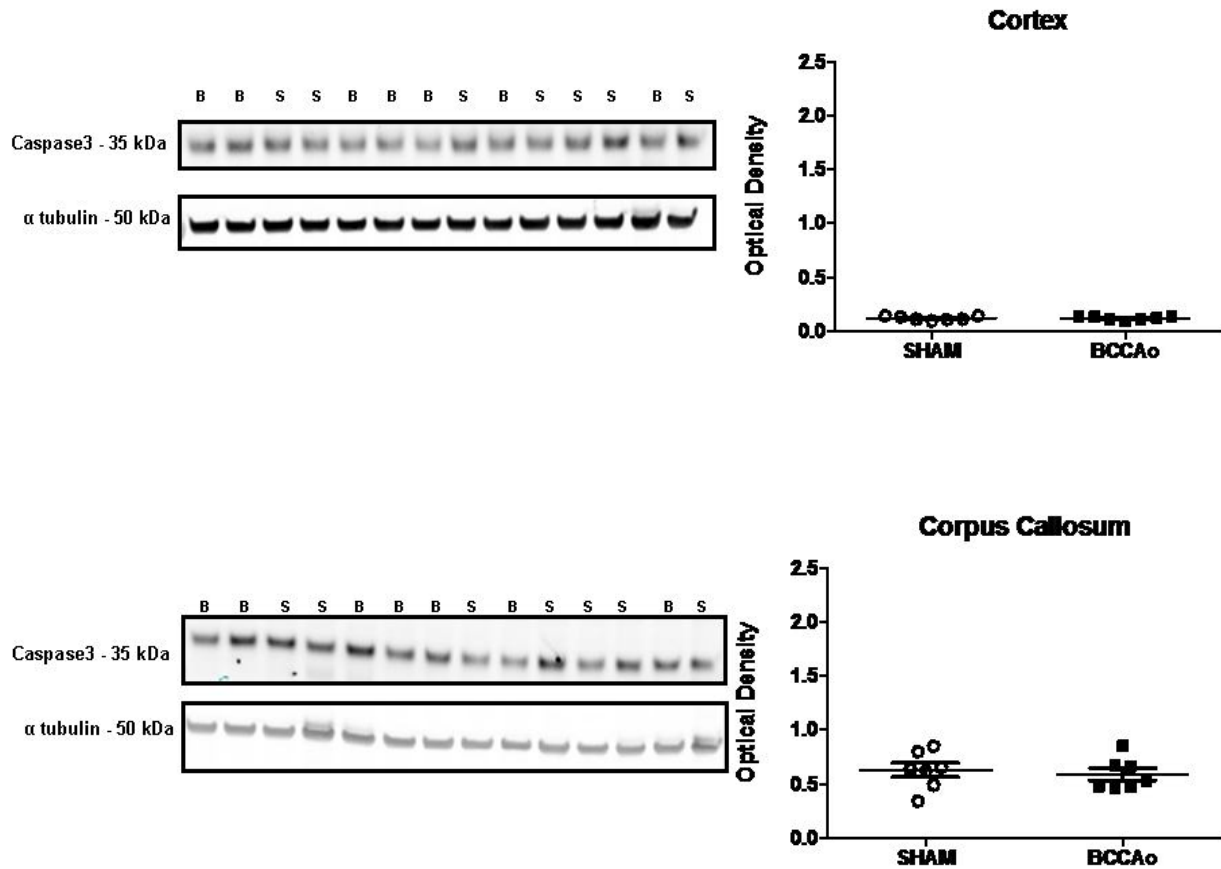 Cortex
B B S S B B B S B S S S B S
Caspase3 - 35 kDa
α tubulin - 50 kDa
Optical Density
2.5
2.0
1.5
1.0
0.5
0.0
SHAM BCCAo
Corpus Callosum
B B S S B B B S B S S S B S
Caspase3 - 35 kDa
α tubulin - 50 kDa
Optical Density
2.5
2.0
1.5
1.0
0.5
0.0
SHAM BCCAo